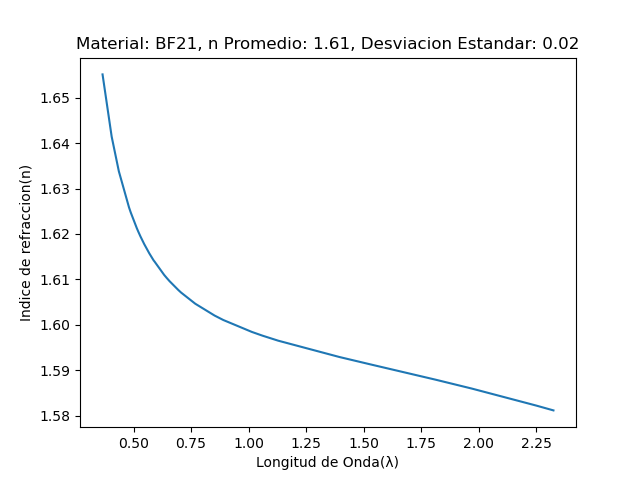 Material: BF21, n Promedio: 1.61, Desviacion Estandar: 0.02
1.65
1.64
1.63
1.62
1.61
1.60
1.59
1.58
Indice de refraccion(n)
0.50 0.75 1.00 1.25 1.50 1.75 2.00 2.25
Longitud de Onda(λ)